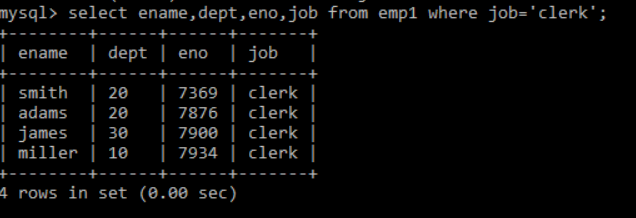 mysql> select ename,dept,eno,job from emp1 where job='clerk';
+--------+------+------+-------+
| ename  | dept | eno  | job   |
+--------+------+------+-------+
| smith  | 20   | 7369 | clerk |
| adams  | 20   | 7876 | clerk |
| james  | 30   | 7900 | clerk |
| miller | 10   | 7934 | clerk |
+--------+------+------+-------+
4 rows in set (0.00 sec)